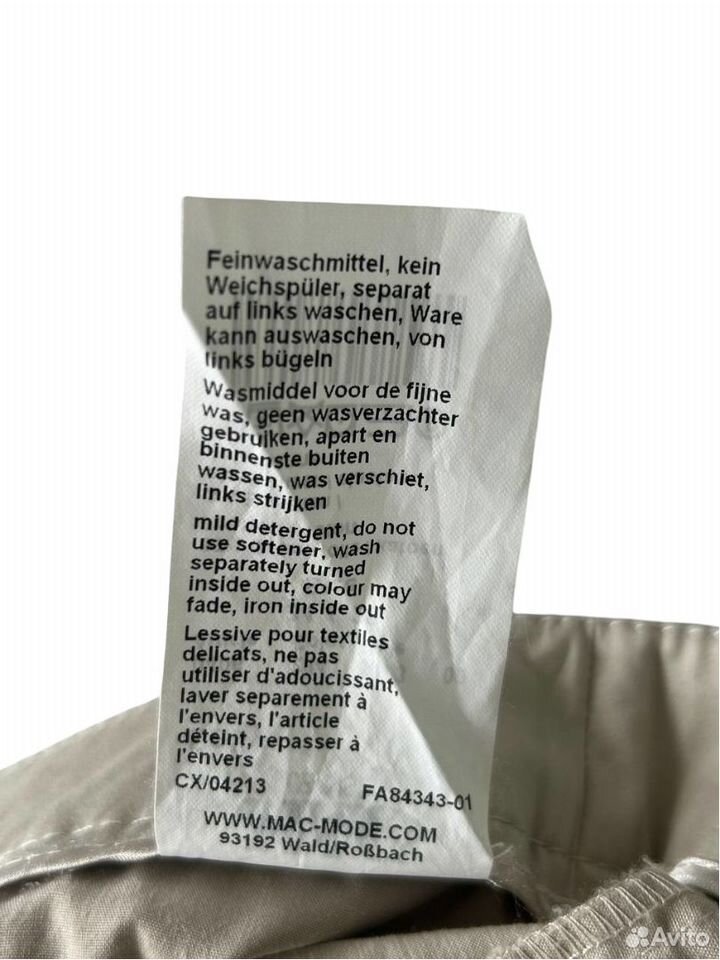 Feinwaschmittel, kein
Weichspüler, separat
auf links waschen, Ware
kann auswaschen, von
links bügeln
Wasmiddel voor de fijne
was, geen wasverzachter
gebruiken, apart en
binnenste buiten
wassen, was verschiet,
links strijken
mild detergent, do not
use softener, wash
separately turned
inside out, colour may
fade, iron inside out
Lessive pour textiles
delicats, ne pas
utiliser d'adoucissant,
laver separement à
l'envers, l'article
déteint, repasser à
l'envers
CX/04213 FA84343-01
WWW.MAC-MODE.COM
93192 Wald/Roßbach
Avito